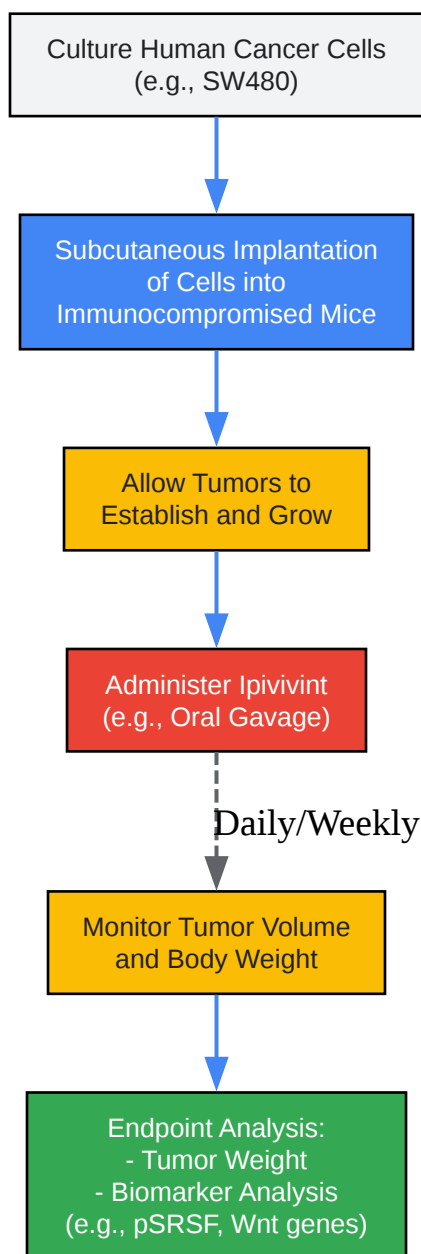 Culture Human Cancer Cells
(e.g., SW480)
Subcutaneous Implantation
of Cells into
Immunocompromised Mice
Allow Tumors to
Establish and Grow
Administer Ipivivint
(e.g., Oral Gavage)
Daily/Weekly
Monitor Tumor Volume
and Body Weight
Endpoint Analysis:
- Tumor Weight
- Biomarker Analysis
(e.g., pSRSF, Wnt genes)